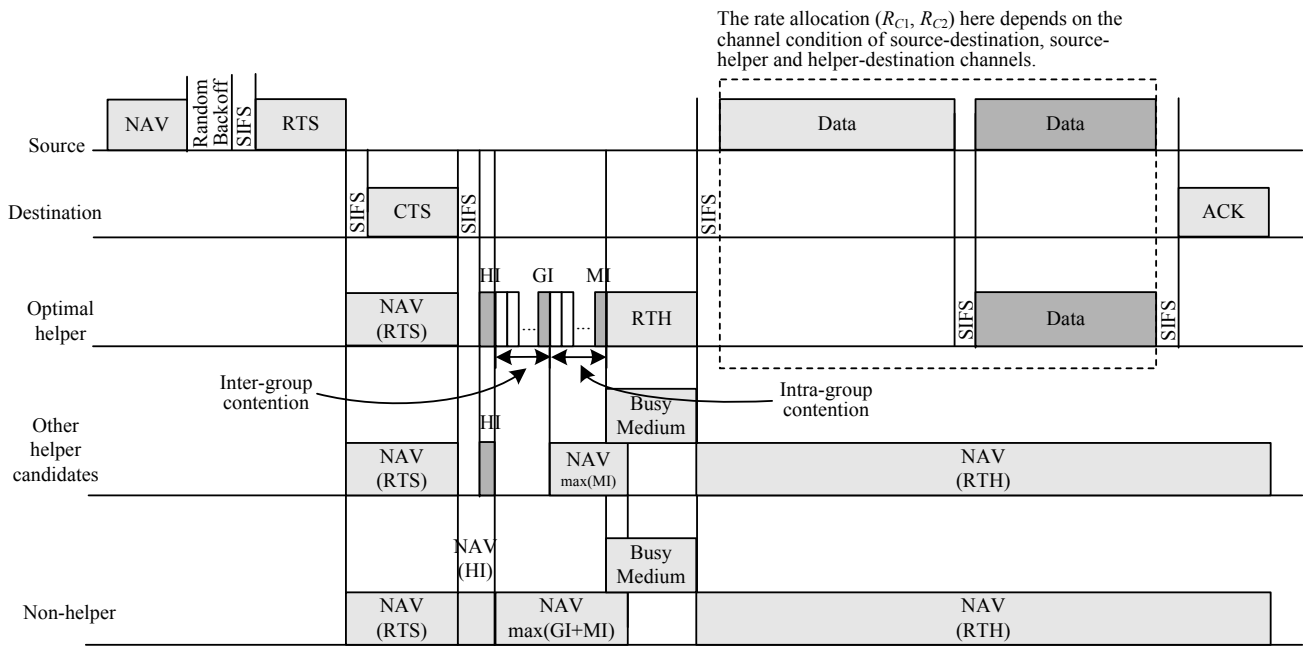 The rate allocation (RC1, RC2) here depends on the
channel condition of source-destination, source-
helper and helper-destination channels.
Source
NAV
Random
Backoff
SIFS
RTS
Data
Data
Destination
SIFS
CTS
SIFS
SIFS
ACK
Optimal
helper
NAV
(RTS)
HI
...
GI
...
MI
RTH
SIFS
Data
SIFS
Inter-group
contention
Intra-group
contention
Other
helper
candidates
NAV
(RTS)
HI
NAV
max(MI)
Busy
Medium
NAV
(RTH)
Non-helper
NAV
(RTS)
NAV
(HI)
NAV
max(GI+MI)
Busy
Medium
NAV
(RTH)